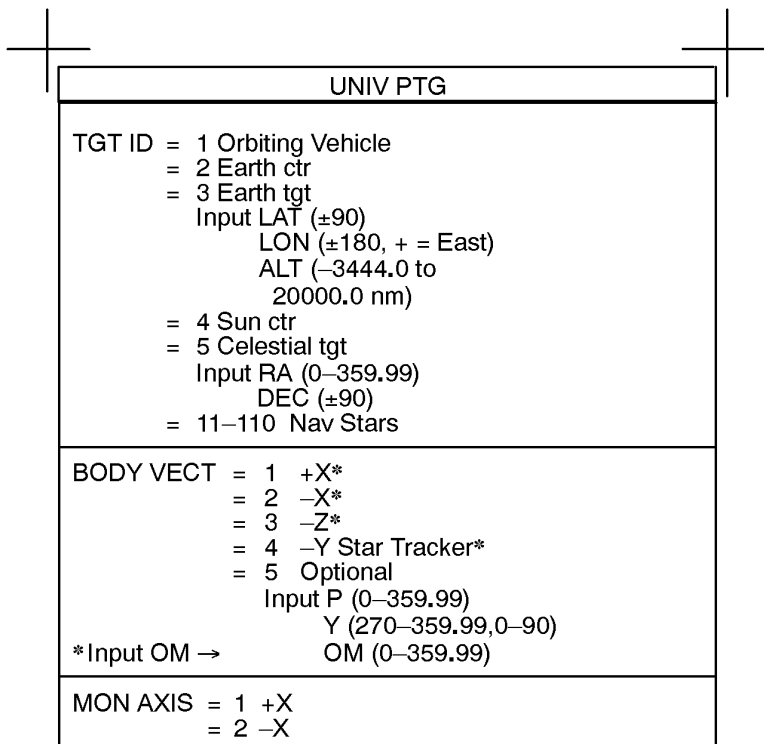 UNIV PTG
TGT ID = 1 Orbiting Vehicle
= 2 Earth ctr
= 3 Earth tgt
Input LAT (±90)
LON (±180, + = East)
ALT (–3444.0 to
20000.0 nm)
= 4 Sun ctr
= 5 Celestial tgt
Input RA (0–359.99)
DEC (±90)
= 11–110 Nav Stars
BODY VECT = 1 +X*
= 2 –X*
= 3 –Z*
= 4 –Y Star Tracker*
= 5 Optional
Input P (0–359.99)
Y (270–359.99,0–90)
*Input OM → OM (0–359.99)
MON AXIS = 1 +X
= 2 –X